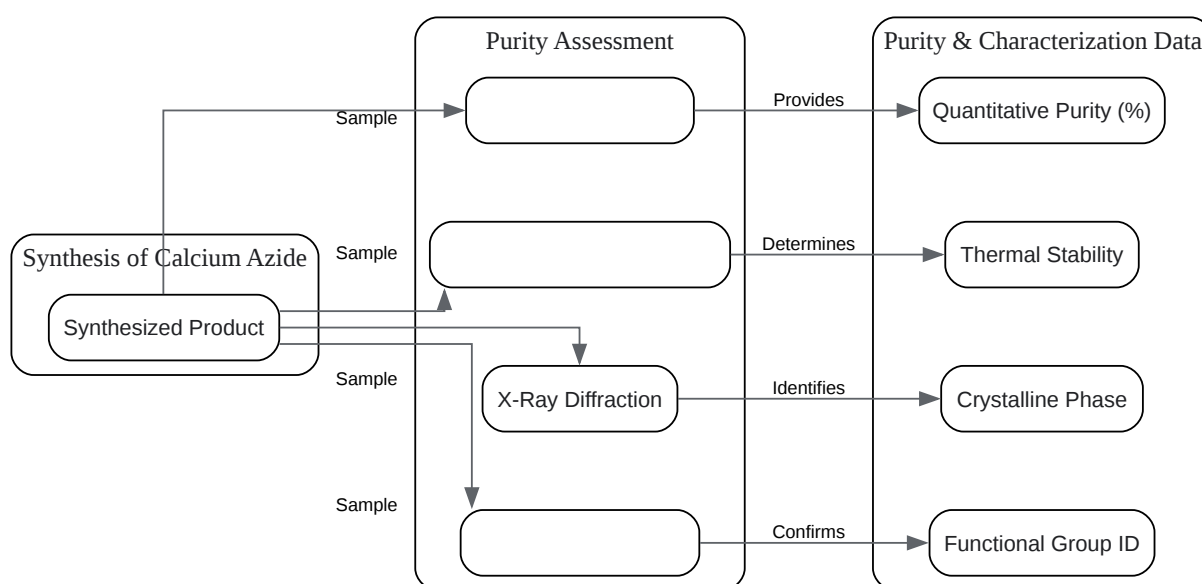 Purity Assessment
Purity & Characterization Data
Sample
Provides
Quantitative Purity (%)
Synthesis of Calcium Azide
Sample
Determines
Thermal Stability
Synthesized Product
Sample
X-Ray Diffraction
Identifies
Crystalline Phase
Sample
Confirms
Functional Group ID